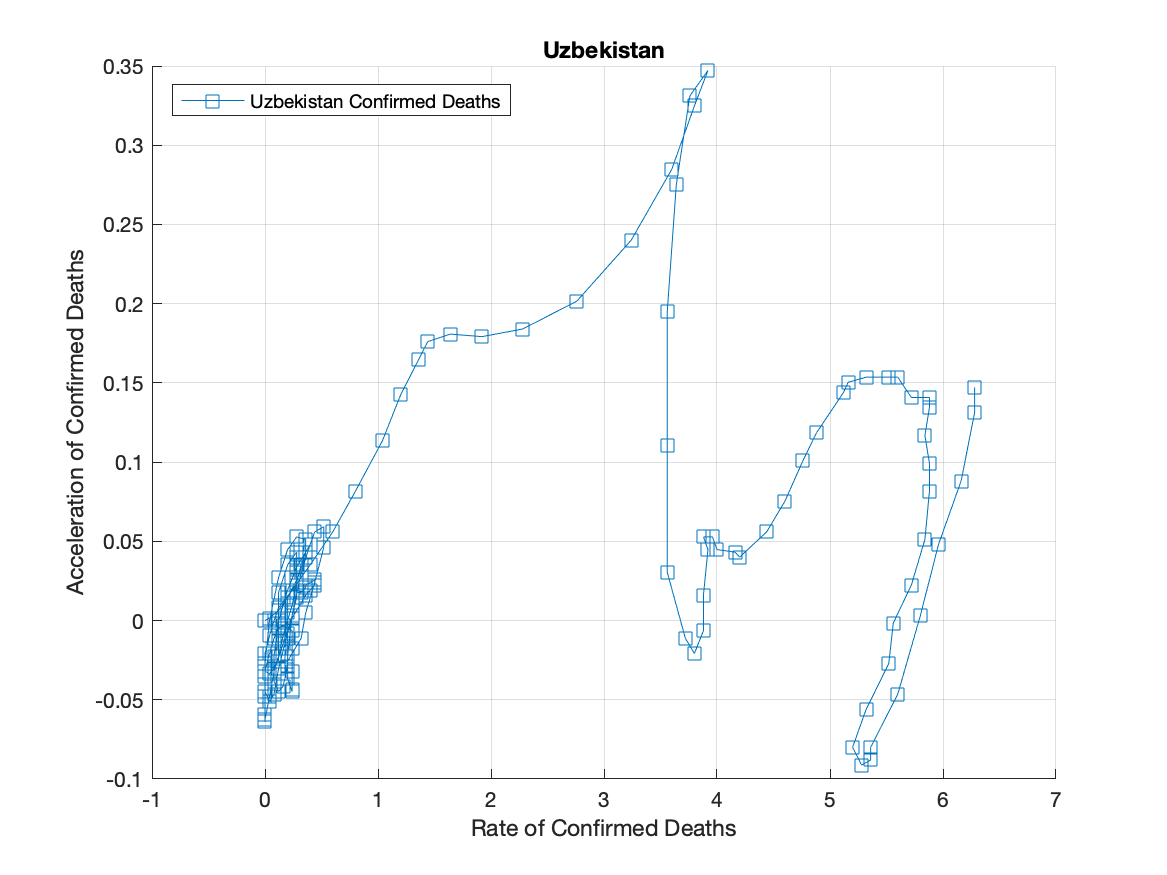 Uzbekistan
Uzbekistan Confirmed Deaths
Acceleration of Confirmed Deaths
0.35
0.3
0.25
0.2
0.15
0.1
0.05
0
-0.05
-0.1
-1 0 1 2 3 4 5 6 7
Rate of Confirmed Deaths